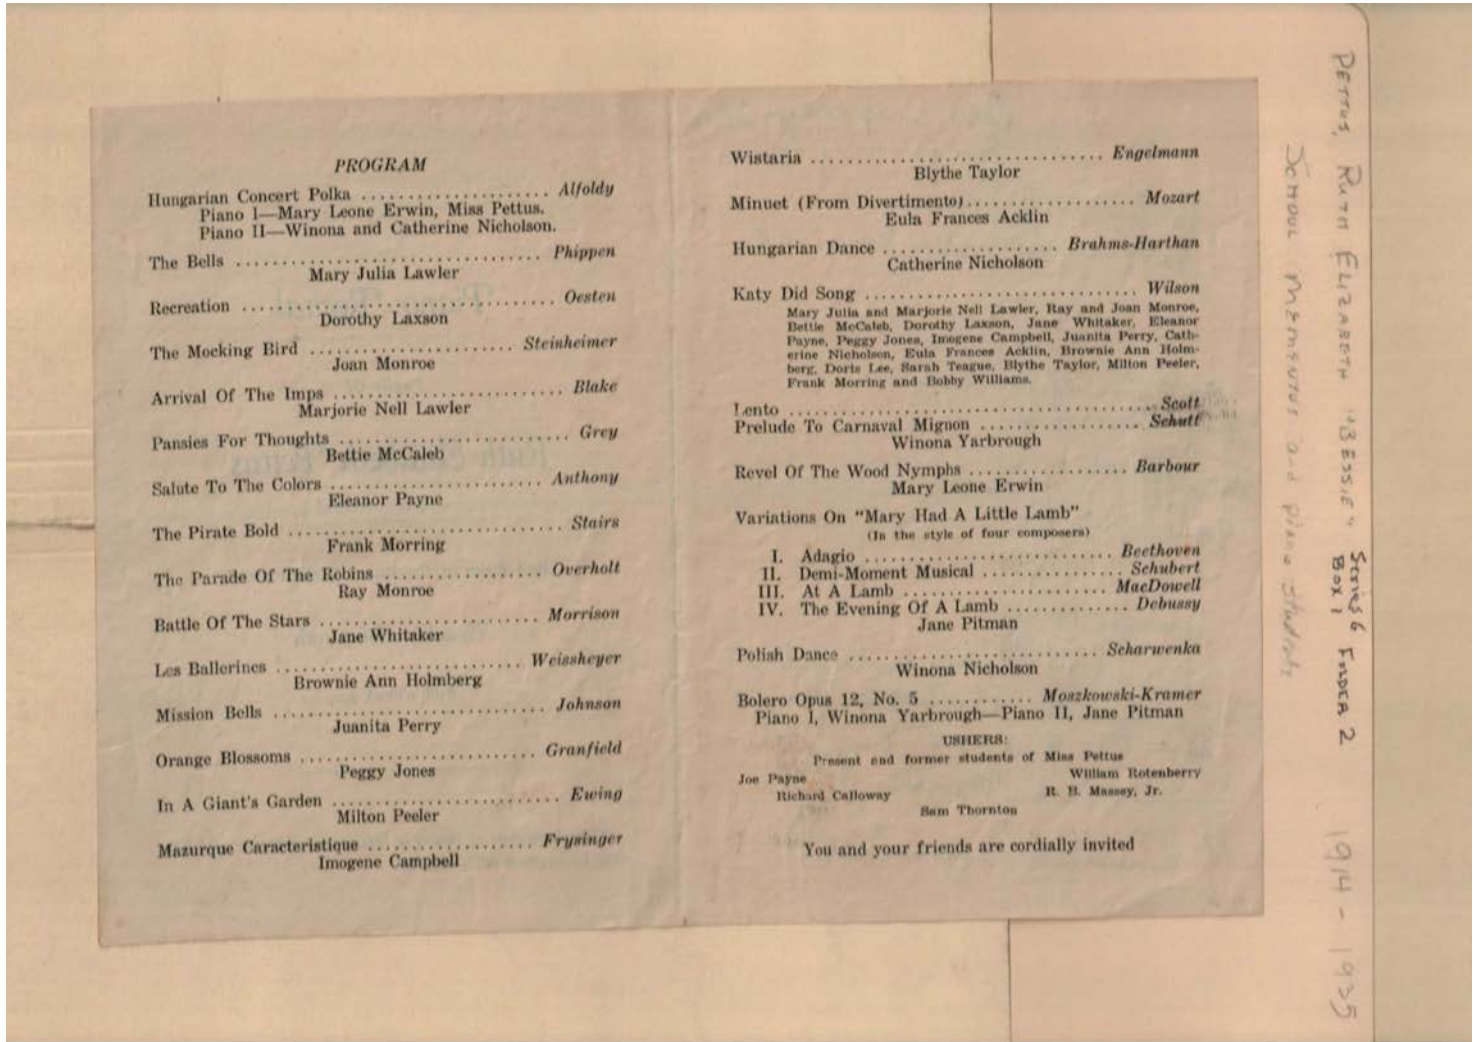 PROGRAM
Hungarian Concert Polka ..................... Alfoldy
Piano I—Mary Leone Erwin, Miss Pettus.
Piano II—Winona and Catherine Nicholson.
The Bells ................................. Phippen
Mary Julia Lawler
Recreation .................................. Oesten
Dorothy Laxson
The Mocking Bird ...................... Steinheimer
Joan Monroe
Arrival Of The Imps ......................... Blake
Marjorie Nell Lawler
Pansies For Thoughts ......................... Grey
Bettie McCaleb
Salute To The Colors ....................... Anthony
Eleanor Payne
The Pirate Bold .............................. Stairs
Frank Morring
The Parade Of The Robins ................. Overholt
Ray Monroe
Battle Of The Stars ........................ Morrison
Jane Whitaker
Les Ballerines ........................... Weissheyer
Brownie Ann Holmberg
Mission Bells .............................. Johnson
Juanita Perry
Orange Blossoms .......................... Granfield
Peggy Jones
In A Giant's Garden ......................... Ewing
Milton Peeler
Mazurque Caracteristique .................. Frysinger
Imogene Campbell
Wistaria ................................ Engelmann
Blythe Taylor
Minuet (From Divertimento).................. Mozart
Eula Frances Acklin
Hungarian Dance ................... Brahms-Harthan
Catherine Nicholson
Katy Did Song .............................. Wilson
Mary Julia and Marjorie Nell Lawler, Ray and Joan Monroe,
Bettie McCaleb, Dorothy Laxson, Jane Whitaker, Eleanor
Payne, Peggy Jones, Imogene Campbell, Juanita Perry, Cath-
erine Nicholson, Eula Frances Acklin, Brownie Ann Holm-
berg, Doris Lee, Sarah Teague, Blythe Taylor, Milton Peeler,
Frank Morring and Bobby Williams.
Lento ....................................... Scott
Prelude To Carnaval Mignon .................. Schutt
Winona Yarbrough
Revel Of The Wood Nymphs ................. Barbour
Mary Leone Erwin
Variations On "Mary Had A Little Lamb"
(In the style of four composers)
I. Adagio ........................... Beethoven
II. Demi-Moment Musical ................ Schubert
III. At A Lamb ...................... MacDowell
IV. The Evening Of A Lamb ............. Debussy
Jane Pitman
Polish Dance ........................... Scharwenka
Winona Nicholson
Bolero Opus 12, No. 5 ........... Moszkowski-Kramer
Piano I, Winona Yarbrough—Piano II, Jane Pitman
USHERS:
Present and former students of Miss Pettus
Joe Payne William Rotenberry
Richard Calloway R. B. Massey, Jr.
Sam Thornton
You and your friends are cordially invited
PETTUS, RUTH ELIZABETH "BESSIE" Series 6 FOLDER 2 1914 - 1935
BOX 1
SCHOOL MEMENTOS and piano students